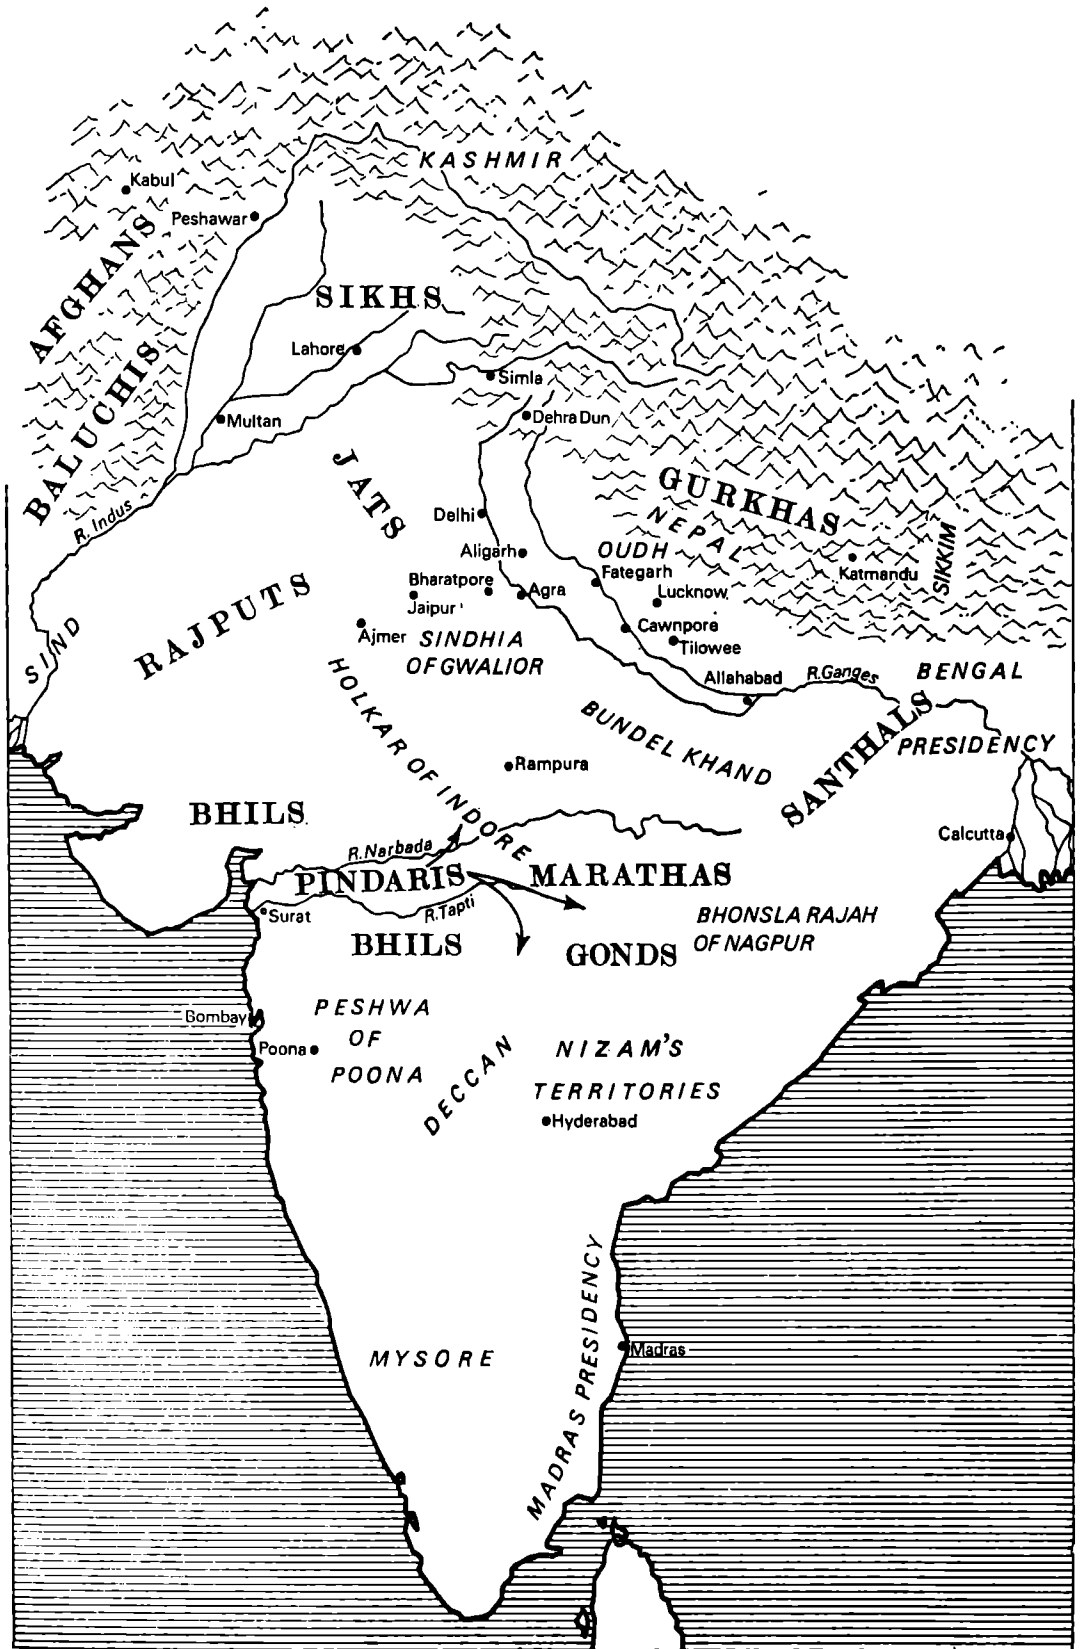 KASHMIR
Kabul
Peshawar
AFGHANS
SIKHS
Lahore
BALUCHIS
Simla
Multan
Dehra Dun
JATS
GURKHAS
R. Indus
Delhi
NEPAL
SIKKIM
Aligarh
OUDH
Katmandu
Fategarh
Bharatpore
Agra
Lucknow
Jaipur
RAJPUTS
Ajmer
SINDHIA
OF GWALIOR
Cawnpore
Tilowee
SIND
Allahabad
R. Ganges
BENGAL
PRESIDENCY
HOLKAR OF INDORE
BUNDEL KHAND
SANTHALS
Rampura
BHILS
Calcutta
R. Narbada
PINDARIS
MARATHAS
Surat
R. Tapti
BHONSLA RAJAH
OF NAGPUR
BHILS
GONDS
Bombay
PESHWA
OF
POONA
Poona
DECCAN
NIZAM'S
TERRITORIES
Hyderabad
MYSORE
MADRAS PRESIDENCY
Madras